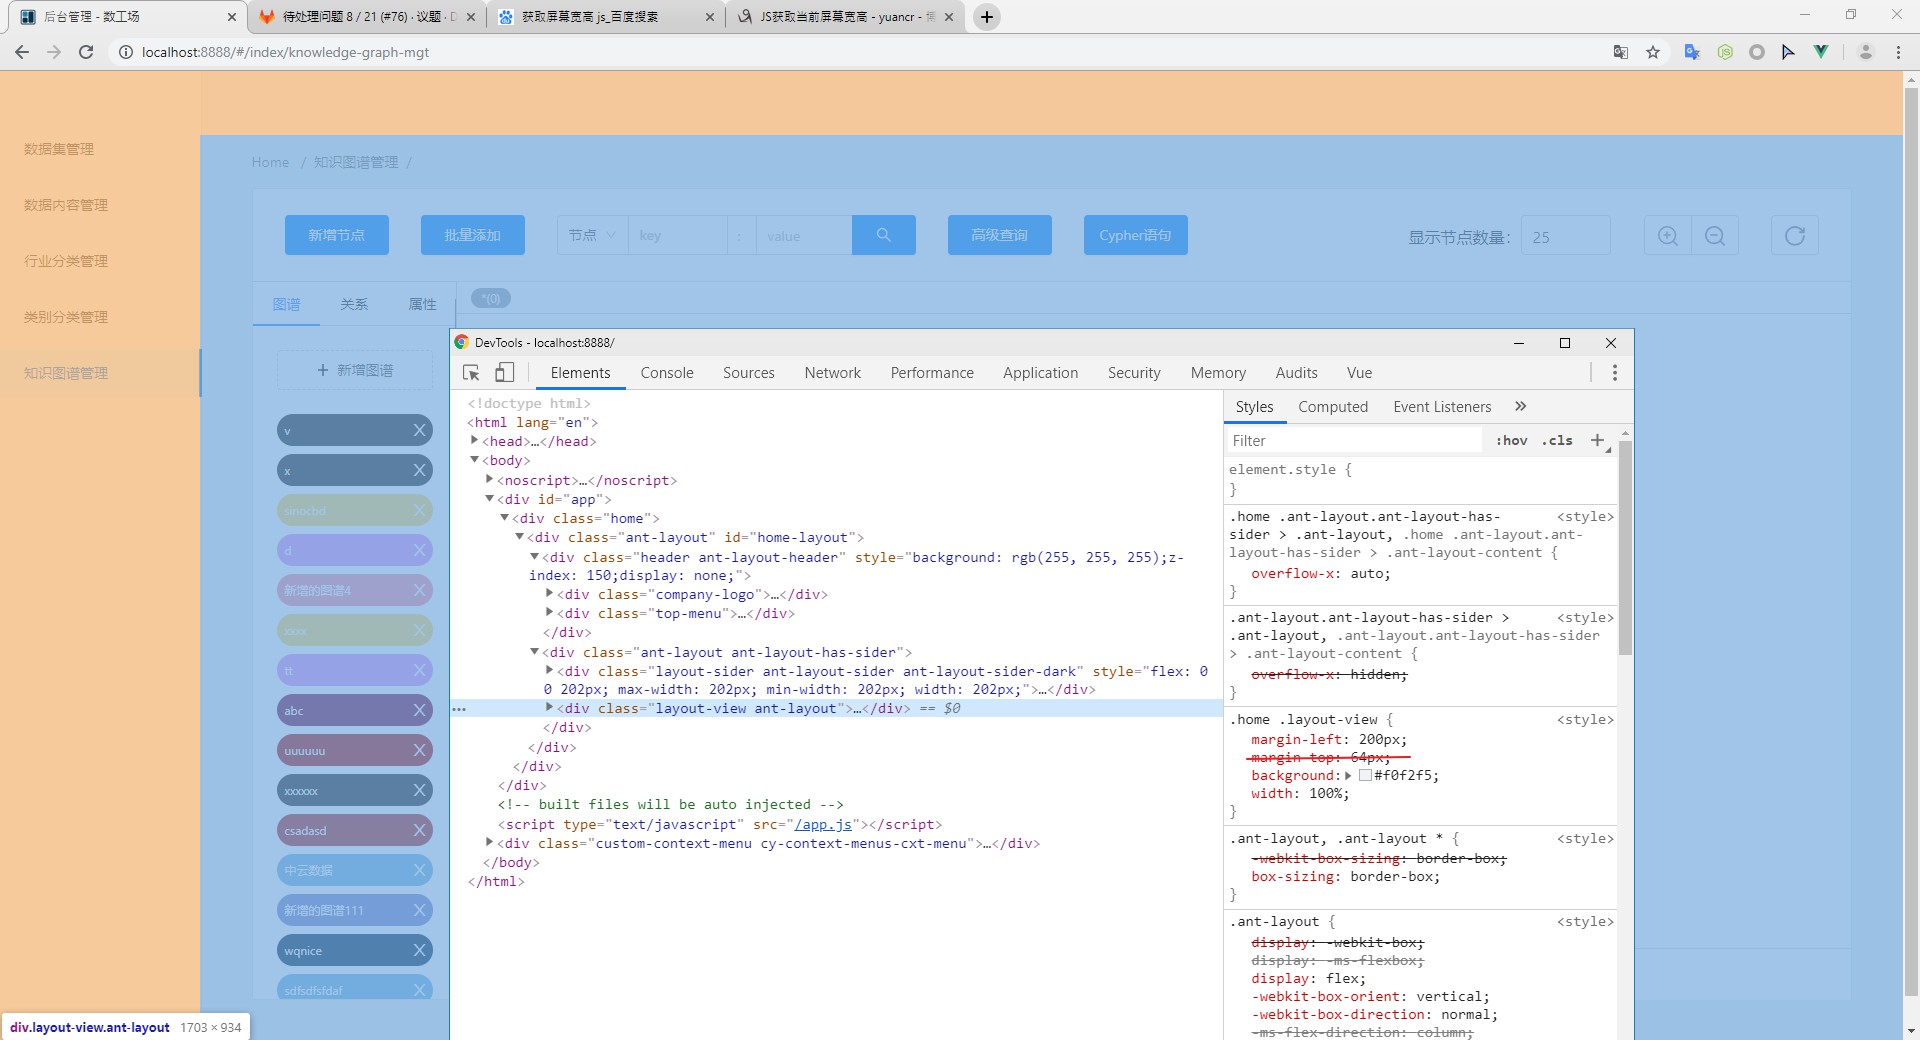 后台管理 - 数工场
待处理问题 8 / 21 (#76) · 议题 · D
获取屏幕宽高 js_百度搜索
JS获取当前屏幕宽高 - yuancr - 博
localhost:8888/#/index/knowledge-graph-mgt
数据集管理
数据内容管理
行业分类管理
类别分类管理
知识图谱管理
Home / 知识图谱管理 /
新增节点
批量添加
节点
key
:
value
高级查询
Cypher语句
显示节点数量:
25
图谱
关系
属性
*(0)
+ 新增图谱
v
x
sinocbd
d
新增的图谱4
xxxx
tt
abc
uuuuuu
xxxxxx
csadasd
中云数据
新增的图谱111
wqnice
sdfsdfsfdaf
div.layout-view.ant-layout 1703 × 934
DevTools - localhost:8888/
Elements
Console
Sources
Network
Performance
Application
Security
Memory
Audits
Vue
<!doctype html>
<html lang="en">
<head>…</head>
<body>
<noscript>…</noscript>
<div id="app">
<div class="home">
<div class="ant-layout" id="home-layout">
<div class="header ant-layout-header" style="background: rgb(255, 255, 255);z-
index: 150;display: none;">
<div class="company-logo">…</div>
<div class="top-menu">…</div>
</div>
<div class="ant-layout ant-layout-has-sider">
<div class="layout-sider ant-layout-sider ant-layout-sider-dark" style="flex: 0
0 202px; max-width: 202px; min-width: 202px; width: 202px;">…</div>
<div class="layout-view ant-layout">…</div> == $0
</div>
</div>
</div>
</div>
<!-- built files will be auto injected -->
<script type="text/javascript" src="/app.js"></script>
<div class="custom-context-menu cy-context-menus-cxt-menu">…</div>
</body>
</html>
Styles
Computed
Event Listeners
»
Filter
:hov
.cls
+
element.style {
}
.home .ant-layout.ant-layout-has- <style>
sider > .ant-layout, .home .ant-layout.ant-
layout-has-sider > .ant-layout-content {
overflow-x: auto;
}
.ant-layout.ant-layout-has-sider > <style>
.ant-layout, .ant-layout.ant-layout-has-sider
> .ant-layout-content {
overflow-x: hidden;
}
.home .layout-view { <style>
margin-left: 200px;
margin-top: 64px;
background: #f0f2f5;
width: 100%;
}
.ant-layout, .ant-layout * { <style>
-webkit-box-sizing: border-box;
box-sizing: border-box;
}
.ant-layout { <style>
display: -webkit-box;
display: -ms-flexbox;
display: flex;
-webkit-box-orient: vertical;
-webkit-box-direction: normal;
-ms-flex-direction: column;